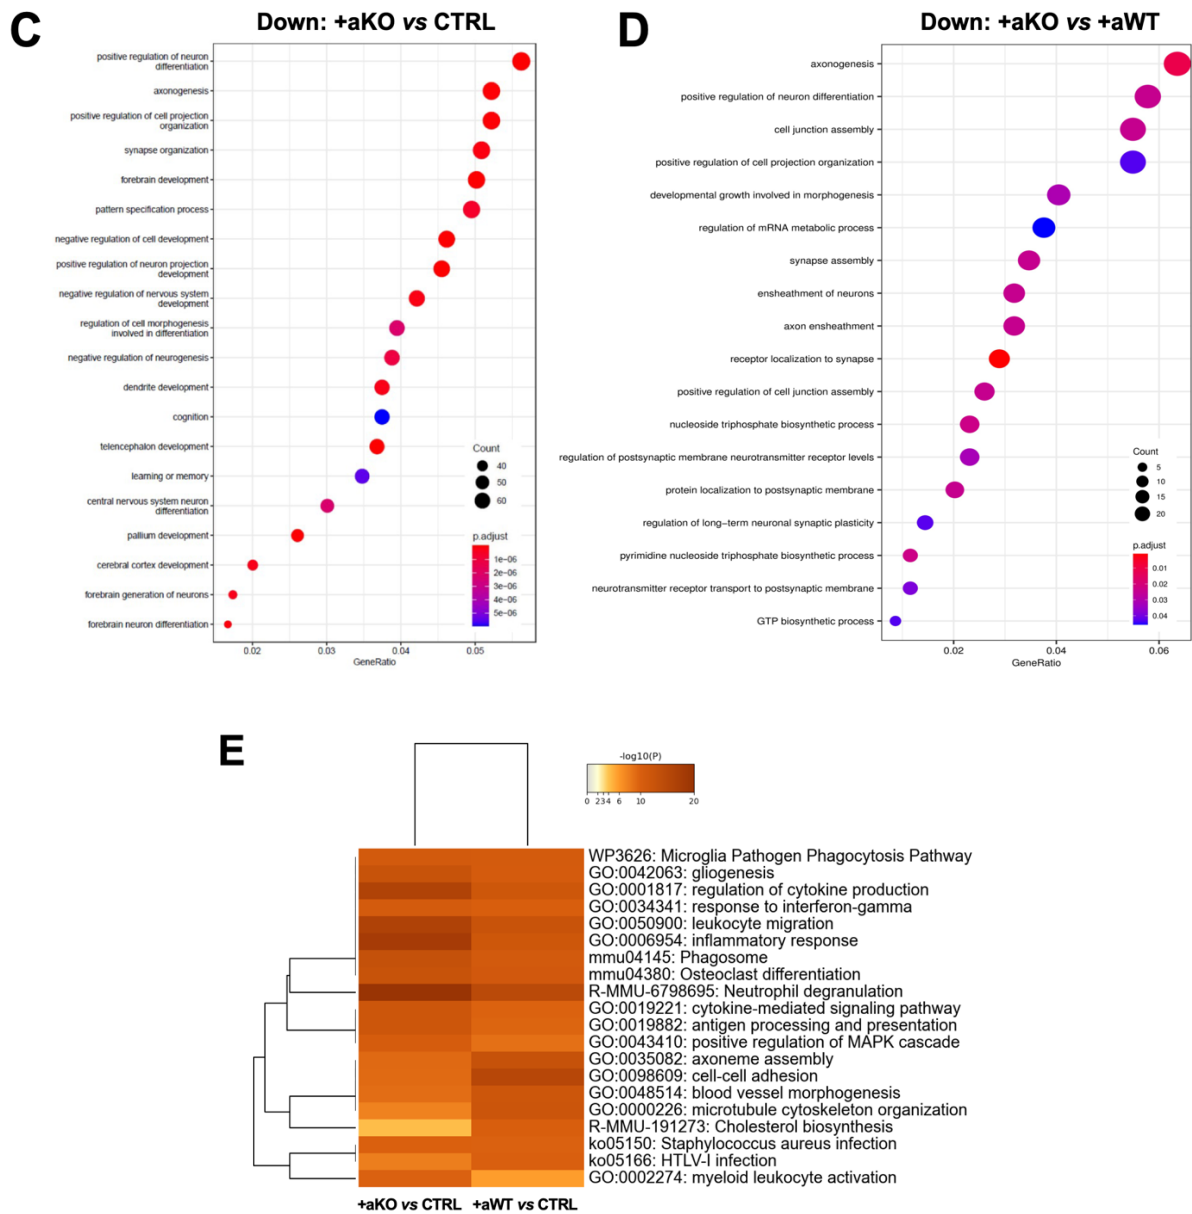 C
Down: +aKO vs CTRL
positive regulation of neuron
differentiation
axonogenesis
positive regulation of cell projection
organization
synapse organization
forebrain development
pattern specification process
negative regulation of cell development
positive regulation of neuron projection
development
negative regulation of nervous system
development
regulation of cell morphogenesis
involved in differentiation
negative regulation of neurogenesis
dendrite development
cognition
telencephalon development
learning or memory
central nervous system neuron
differentiation
pallium development
cerebral cortex development
forebrain generation of neurons
forebrain neuron differentiation
Count
40
50
60
p.adjust
1e-06
2e-06
3e-06
4e-06
5e-06
0.02 0.03 0.04 0.05
GeneRatio
D
Down: +aKO vs +aWT
axonogenesis
positive regulation of neuron differentiation
cell junction assembly
positive regulation of cell projection organization
developmental growth involved in morphogenesis
regulation of mRNA metabolic process
synapse assembly
ensheathment of neurons
axon ensheathment
receptor localization to synapse
positive regulation of cell junction assembly
nucleoside triphosphate biosynthetic process
regulation of postsynaptic membrane neurotransmitter receptor levels
protein localization to postsynaptic membrane
regulation of long−term neuronal synaptic plasticity
pyrimidine nucleoside triphosphate biosynthetic process
neurotransmitter receptor transport to postsynaptic membrane
GTP biosynthetic process
Count
5
10
15
20
p.adjust
0.01
0.02
0.03
0.04
0.02 0.04 0.06
GeneRatio
E
-log10(P)
0 2 3 4 6 10 20
WP3626: Microglia Pathogen Phagocytosis Pathway
GO:0042063: gliogenesis
GO:0001817: regulation of cytokine production
GO:0034341: response to interferon-gamma
GO:0050900: leukocyte migration
GO:0006954: inflammatory response
mmu04145: Phagosome
mmu04380: Osteoclast differentiation
R-MMU-6798695: Neutrophil degranulation
GO:0019221: cytokine-mediated signaling pathway
GO:0019882: antigen processing and presentation
GO:0043410: positive regulation of MAPK cascade
GO:0035082: axoneme assembly
GO:0098609: cell-cell adhesion
GO:0048514: blood vessel morphogenesis
GO:0000226: microtubule cytoskeleton organization
R-MMU-191273: Cholesterol biosynthesis
ko05150: Staphylococcus aureus infection
ko05166: HTLV-I infection
GO:0002274: myeloid leukocyte activation
+aKO vs CTRL +aWT vs CTRL